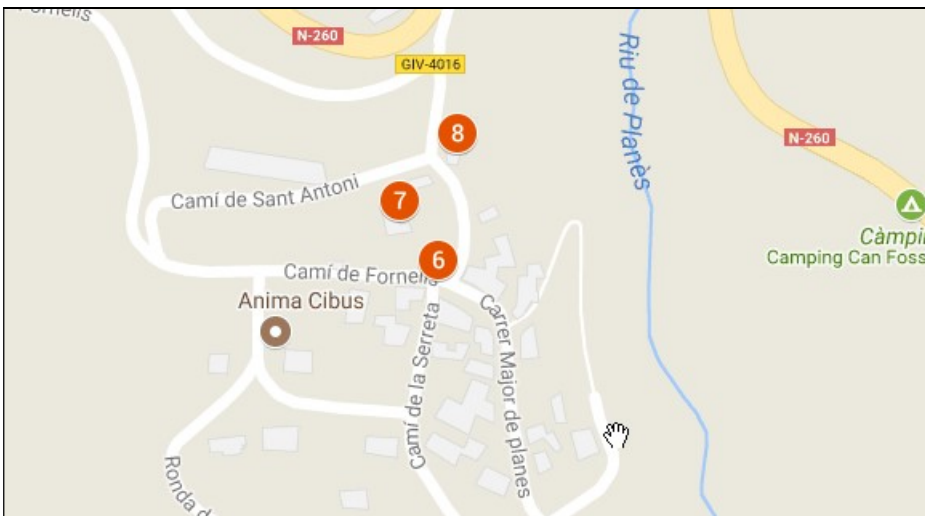 Fornells
N-260
GIV-4016
Riu de Planès
8
N-260
Camí de Sant Antoni
7
Càmpi
Camping Can Foss
6
Camí de Fornells
Anima Cibus
Carrer Major de planes
Camí de la Serreta
Ronda d